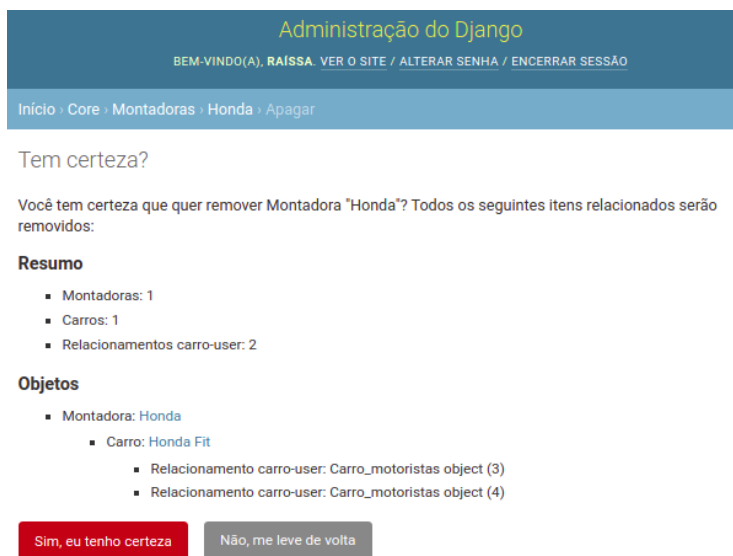 Administração do Django
BEM-VINDO(A), RAÍSSA. VER O SITE / ALTERAR SENHA / ENCERRAR SESSÃO
Início › Core › Montadoras › Honda › Apagar
Tem certeza?
Você tem certeza que quer remover Montadora "Honda"? Todos os seguintes itens relacionados serão
removidos:
Resumo
Montadoras: 1
Carros: 1
Relacionamentos carro-user: 2
Objetos
Montadora: Honda
Carro: Honda Fit
Relacionamento carro-user: Carro_motoristas object (3)
Relacionamento carro-user: Carro_motoristas object (4)
Sim, eu tenho certeza Não, me leve de volta